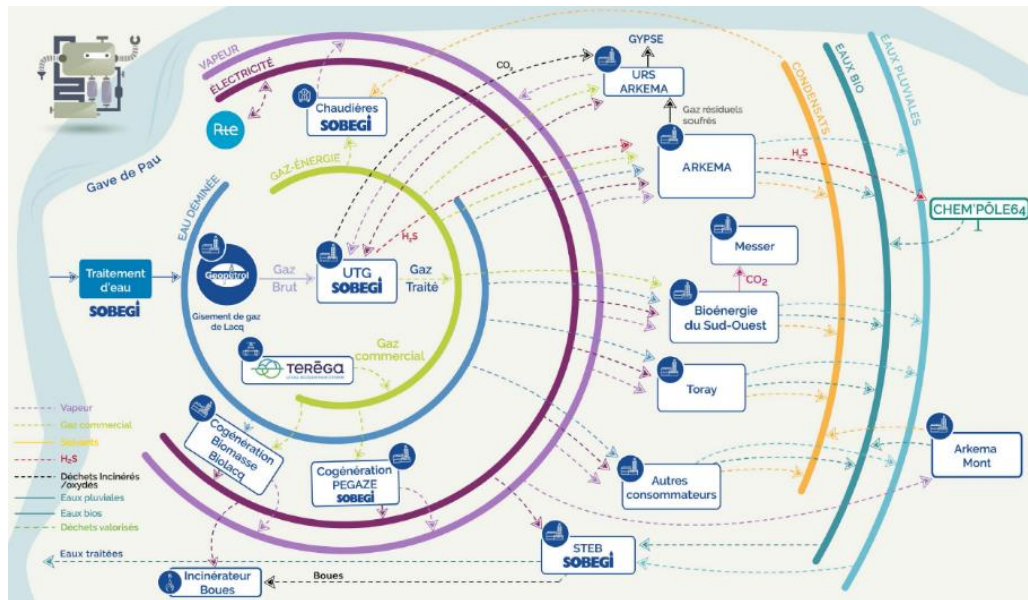 VAPEUR
ÉLECTRICITÉ
Rte
Gave de Pau
Chaudières
SOBEGI
GAZ-ÉNERGIE
EAU DÉMINÉE
CO₂
GYPSE
URS
ARKEMA
Gaz résiduels
soufrés
ARKEMA
H₂S
CONDENSATS
EAUX BIO
EAUX PLUVIALES
CHEM'PÔLE64
Traitement
d'eau
SOBEGI
Geopétrol
Gisement de gaz
de Lacq
Gaz
Brut
UTG
SOBEGI
H₂S
Gaz
Traité
Messer
CO2
Bioénergie
du Sud-Ouest
TERĒGA
Gaz
commercial
Toray
Vapeur
Gaz commercial
Solvants
H₂S
Déchets Incinérés
/oxydés
Eaux pluviales
Eaux bios
Déchets valorisés
Cogénération
Biomasse
Biolacq
Cogénération
PEGAZE
SOBEGI
Autres
consommateurs
Arkema
Mont
STEB
SOBEGI
Eaux traitées
Incinérateur
Boues
Boues